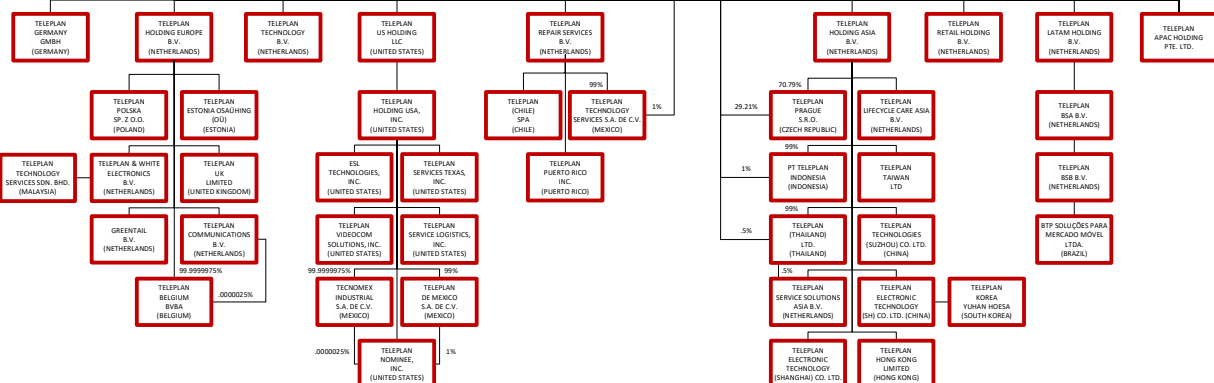 TELEPLAN
GERMANY
GMBH
(GERMANY)
TELEPLAN
HOLDING EUROPE
B.V.
(NETHERLANDS)
TELEPLAN
TECHNOLOGY
B.V.
(NETHERLANDS)
TELEPLAN
US HOLDING
LLC
(UNITED STATES)
TELEPLAN
REPAIR SERVICES
B.V.
(NETHERLANDS)
TELEPLAN
HOLDING ASIA
B.V.
(NETHERLANDS)
TELEPLAN
RETAIL HOLDING
B.V.
(NETHERLANDS)
TELEPLAN
LATAM HOLDING
B.V.
(NETHERLANDS)
TELEPLAN
APAC HOLDING
PTE. LTD.
99%
70.79%
TELEPLAN
POLSKA
SP. Z O.O.
(POLAND)
TELEPLAN
ESTONIA OSAÜHING
(OÜ)
(ESTONIA)
TELEPLAN
HOLDING USA,
INC.
(UNITED STATES)
TELEPLAN
(CHILE)
SPA
(CHILE)
TELEPLAN
TECHNOLOGY
SERVICES S.A. DE C.V.
(MEXICO)
1%
29.21%
TELEPLAN
PRAGUE
S.R.O.
(CZECH REPUBLIC)
TELEPLAN
LIFECYCLE CARE ASIA
B.V.
(NETHERLANDS)
TELEPLAN
BSA B.V.
(NETHERLANDS)
99%
TELEPLAN
TECHNOLOGY
SERVICES SDN. BHD.
(MALAYSIA)
TELEPLAN & WHITE
ELECTRONICS
B.V.
(NETHERLANDS)
TELEPLAN
UK
LIMITED
(UNITED KINGDOM)
ESL
TECHNOLOGIES,
INC.
(UNITED STATES)
TELEPLAN
SERVICES TEXAS,
INC.
(UNITED STATES)
TELEPLAN
PUERTO RICO
INC.
(PUERTO RICO)
1%
PT TELEPLAN
INDONESIA
(INDONESIA)
TELEPLAN
TAIWAN
LTD
TELEPLAN
BSB B.V.
(NETHERLANDS)
99%
GREENTAIL
B.V.
(NETHERLANDS)
TELEPLAN
COMMUNICATIONS
B.V.
(NETHERLANDS)
TELEPLAN
VIDEOCOM
SOLUTIONS, INC.
(UNITED STATES)
TELEPLAN
SERVICE LOGISTICS,
INC.
(UNITED STATES)
.5%
TELEPLAN
(THAILAND)
LTD.
(THAILAND)
TELEPLAN
TECHNOLOGIES
(SUZHOU) CO. LTD.
(CHINA)
BTP SOLUÇÕES PARA
MERCADO MÓVEL
LTDA.
(BRAZIL)
99.9999975%
99.9999975%
99%
.5%
TELEPLAN
BELGIUM
BVBA
(BELGIUM)
.0000025%
TECNOMEX
INDUSTRIAL
S.A. DE C.V.
(MEXICO)
TELEPLAN
DE MEXICO
S.A. DE C.V.
(MEXICO)
TELEPLAN
SERVICE SOLUTIONS
ASIA B.V.
(NETHERLANDS)
TELEPLAN
ELECTRONIC
TECHNOLOGY
(SH) CO. LTD. (CHINA)
TELEPLAN
KOREA
YUHAN HOESA
(SOUTH KOREA)
.0000025%
TELEPLAN
NOMINEE,
INC.
(UNITED STATES)
1%
TELEPLAN
ELECTRONIC
TECHNOLOGY
(SHANGHAI) CO. LTD.
TELEPLAN
HONG KONG
LIMITED
(HONG KONG)